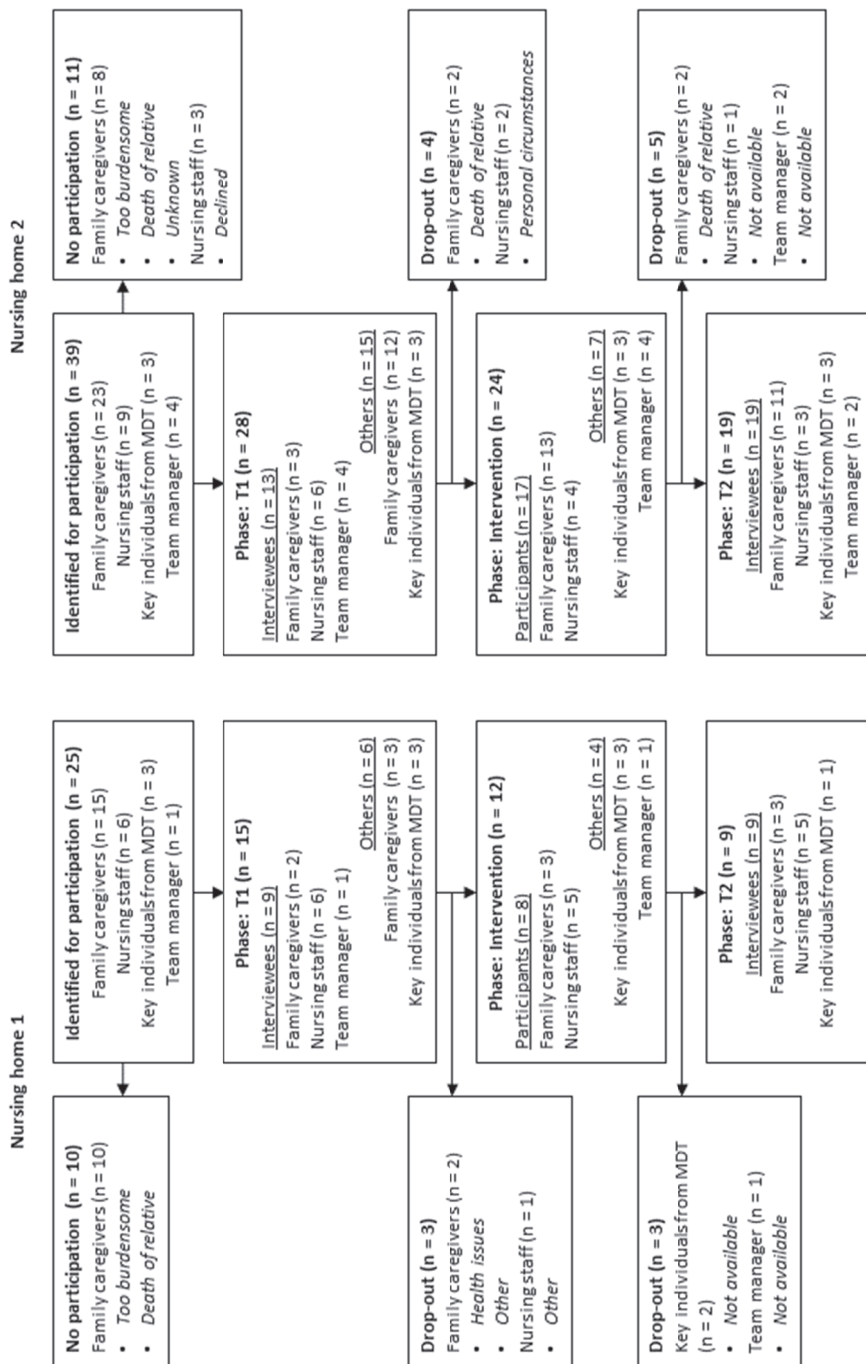 Nursing home 1
No participation (n = 10)
Family caregivers (n = 10)
• Too burdensome
• Death of relative
Identified for participation (n = 25)
Family caregivers (n = 15)
Nursing staff (n = 6)
Key individuals from MDT (n = 3)
Team manager (n = 1)
Phase: T1 (n = 15)
Interviewees (n = 9)
Family caregivers (n = 2)
Nursing staff (n = 6)
Team manager (n = 1)
Others (n = 6)
Family caregivers (n = 3)
Key individuals from MDT (n = 3)
Drop-out (n = 3)
Family caregivers (n = 2)
• Health issues
• Other
Nursing staff (n = 1)
• Other
Phase: Intervention (n = 12)
Participants (n = 8)
Family caregivers (n = 3)
Nursing staff (n = 5)
Others (n = 4)
Key individuals from MDT (n = 3)
Team manager (n = 1)
Drop-out (n = 3)
Key individuals from MDT
(n = 2)
• Not available
Team manager (n = 1)
• Not available
Phase: T2 (n = 9)
Interviewees (n = 9)
Family caregivers (n = 3)
Nursing staff (n = 5)
Key individuals from MDT (n = 1)
Nursing home 2
Identified for participation (n = 39)
Family caregivers (n = 23)
Nursing staff (n = 9)
Key individuals from MDT (n = 3)
Team manager (n = 4)
No participation (n = 11)
Family caregivers (n = 8)
• Too burdensome
• Death of relative
• Unknown
Nursing staff (n = 3)
• Declined
Phase: T1 (n = 28)
Interviewees (n = 13)
Family caregivers (n = 3)
Nursing staff (n = 6)
Team manager (n = 4)
Others (n = 15)
Family caregivers (n = 12)
Key individuals from MDT (n = 3)
Drop-out (n = 4)
Family caregivers (n = 2)
• Death of relative
Nursing staff (n = 2)
• Personal circumstances
Phase: Intervention (n = 24)
Participants (n = 17)
Family caregivers (n = 13)
Nursing staff (n = 4)
Others (n = 7)
Key individuals from MDT (n = 3)
Team manager (n = 4)
Drop-out (n = 5)
Family caregivers (n = 2)
• Death of relative
Nursing staff (n = 1)
• Not available
Team manager (n = 2)
• Not available
Phase: T2 (n = 19)
Interviewees (n = 19)
Family caregivers (n = 11)
Nursing staff (n = 3)
Key individuals from MDT (n = 3)
Team manager (n = 2)